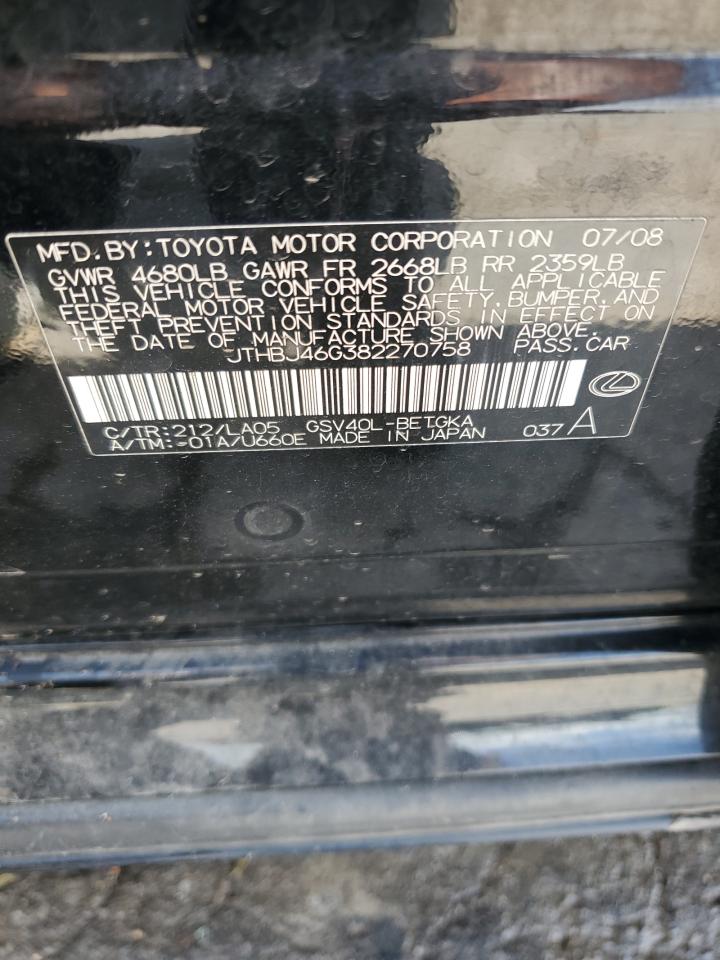 MFD.BY:TOYOTA MOTOR CORPORATION 07/08
GVWR 4680LB GAWR FR 2668LB RR 2359LB
THIS VEHICLE CONFORMS TO ALL APPLICABLE
FEDERAL MOTOR VEHICLE SAFETY,BUMPER,AND
THEFT PREVENTION STANDARDS IN EFFECT ON
THE DATE OF MANUFACTURE SHOWN ABOVE.
JTHBJ46G382270758 PASS.CAR
C/TR:212/LA05 GSV40L-BETGKA
A/TM:-01A/U660E MADE IN JAPAN 037A